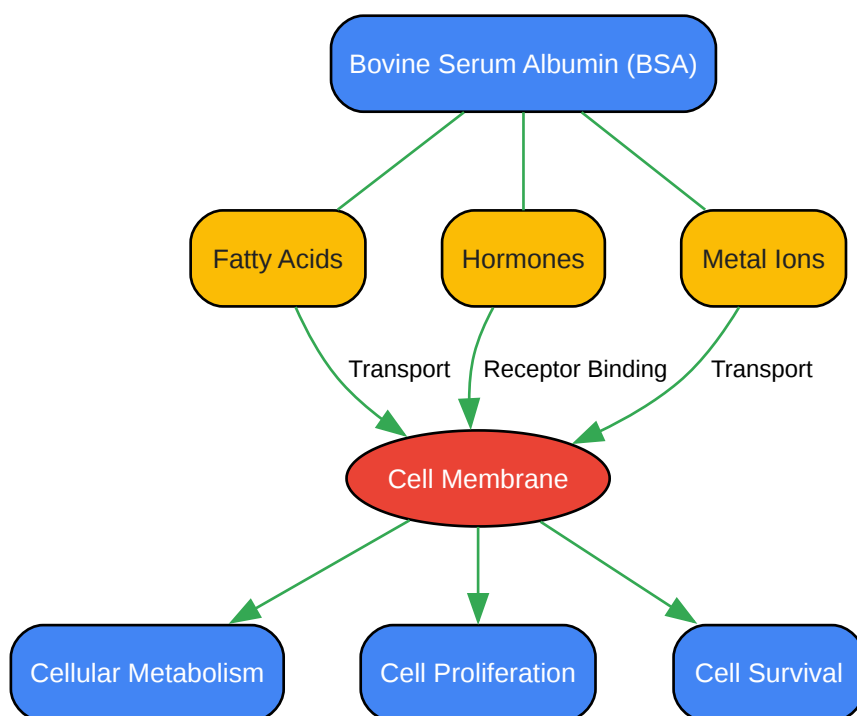 Bovine Serum Albumin (BSA)
Fatty Acids
Hormones
Metal Ions
Transport
Receptor Binding
Transport
Cell Membrane
Cellular Metabolism
Cell Proliferation
Cell Survival